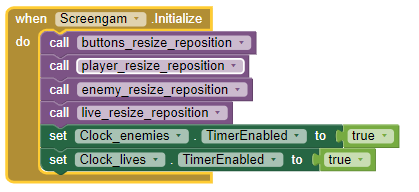 when Screengam .Initialize
do call buttons_resize_reposition
call player_resize_reposition
call enemy_resize_reposition
call live_resize_reposition
set Clock_enemies . TimerEnabled to true
set Clock_lives . TimerEnabled to true